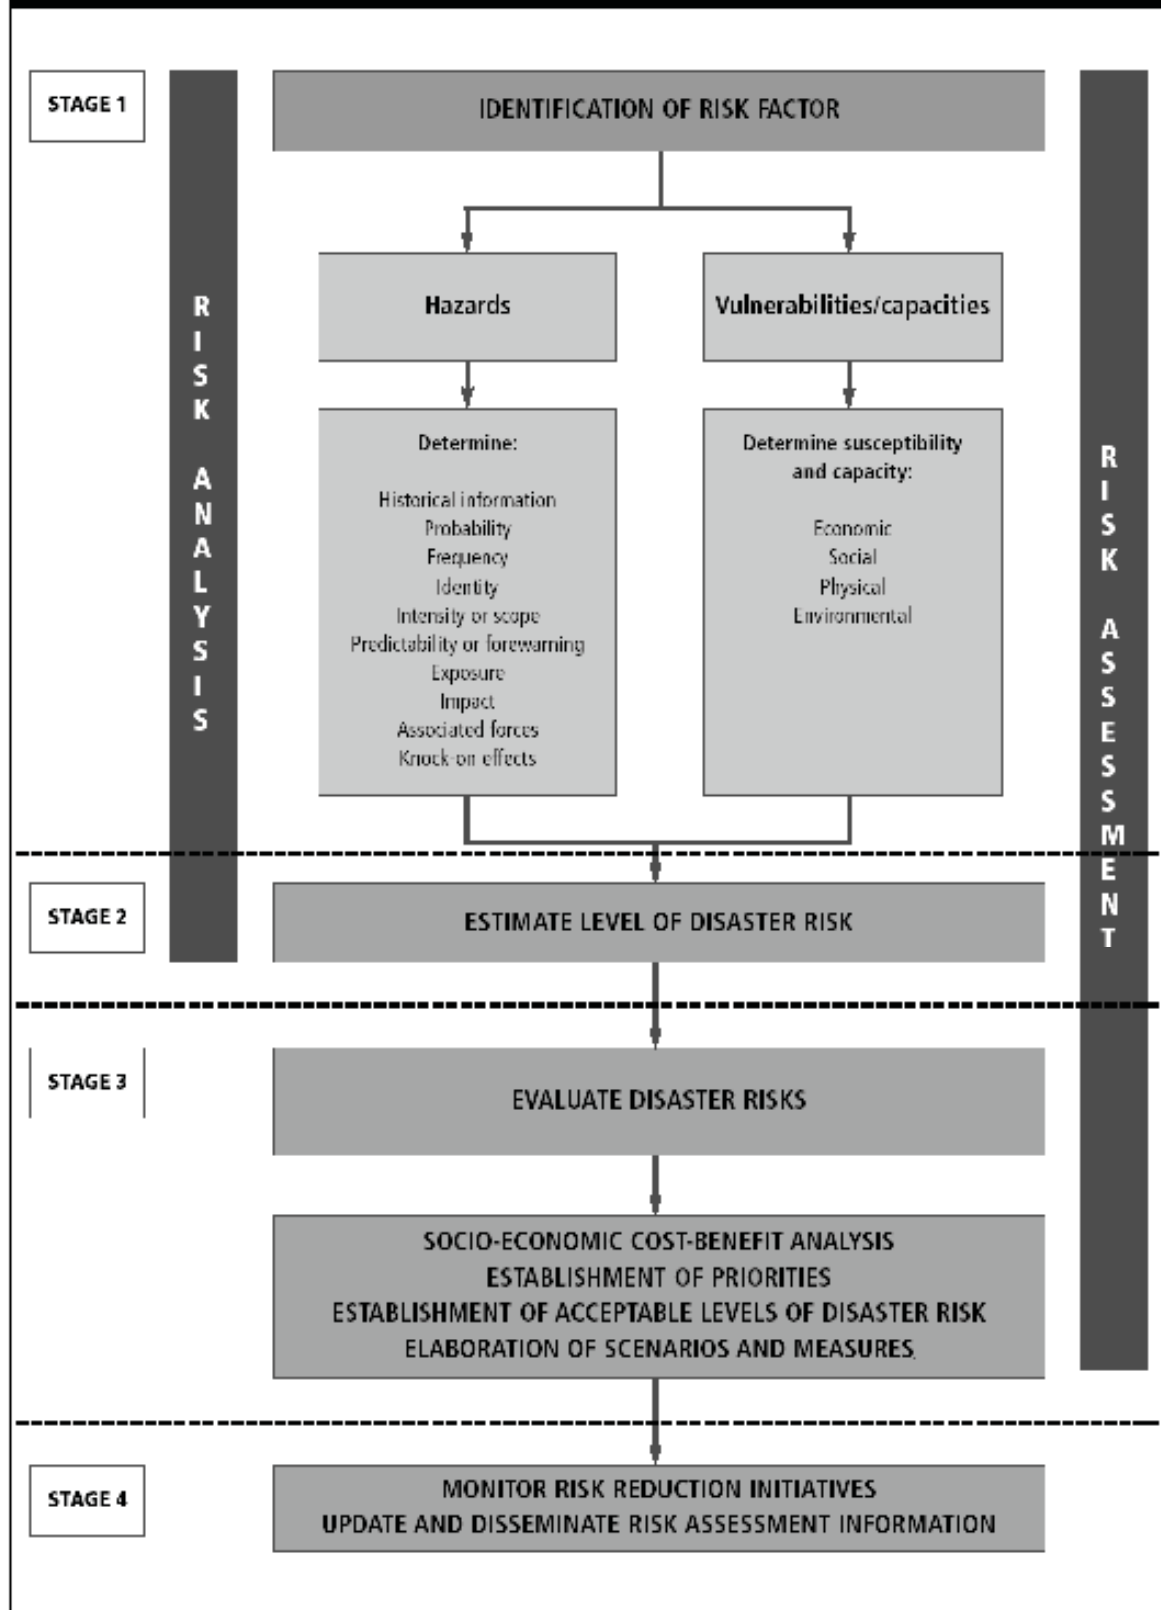 STAGE 1
IDENTIFICATION OF RISK FACTOR
Hazards
Vulnerabilities/capacities
Determine:
Historical information
Probability
Frequency
Identity
Intensity or scope
Predictability or forewarning
Exposure
Impact
Associated forces
Knock-on effects
Determine susceptibility
and capacity:
Economic
Social
Physical
Environmental
RISK ANALYSIS
RISK ASSESSMENT
STAGE 2
ESTIMATE LEVEL OF DISASTER RISK
STAGE 3
EVALUATE DISASTER RISKS
SOCIO-ECONOMIC COST-BENEFIT ANALYSIS
ESTABLISHMENT OF PRIORITIES
ESTABLISHMENT OF ACCEPTABLE LEVELS OF DISASTER RISK
ELABORATION OF SCENARIOS AND MEASURES.
STAGE 4
MONITOR RISK REDUCTION INITIATIVES
UPDATE AND DISSEMINATE RISK ASSESSMENT INFORMATION